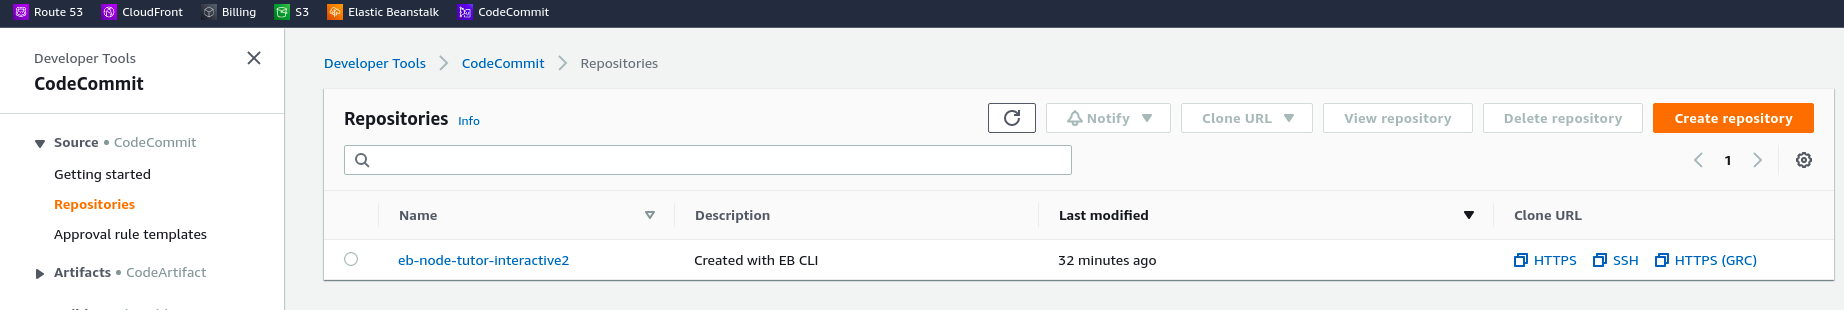 Route 53 CloudFront Billing S3 Elastic Beanstalk CodeCommit
Developer Tools
CodeCommit
Source • CodeCommit
Getting started
Repositories
Approval rule templates
Artifacts • CodeArtifact
Developer Tools CodeCommit Repositories
Repositories Info
Notify Clone URL View repository Delete repository Create repository
1
Name Description Last modified Clone URL
eb-node-tutor-interactive2 Created with EB CLI 32 minutes ago HTTPS SSH HTTPS (GRC)